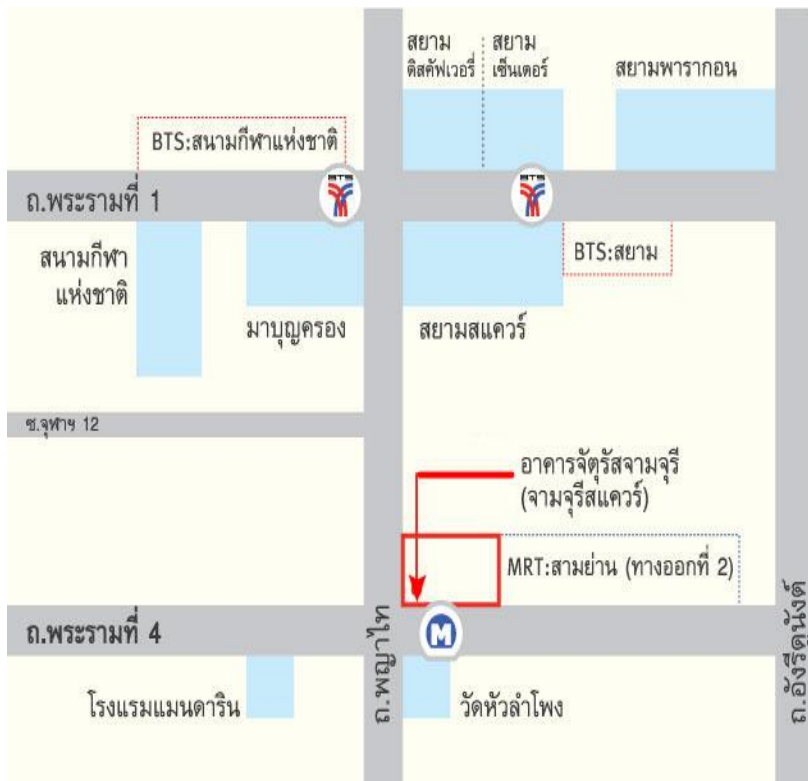 สยาม
ดิสคัฟเวอรี่
สยาม
เซ็นเตอร์
สยามพารากอน
BTS:สนามกีฬาแห่งชาติ
BTS
BTS
ถ.พระรามที่ 1
สนามกีฬา
แห่งชาติ
มาบุญครอง
สยามสแควร์
BTS:สยาม
ซ.จุฬาฯ 12
อาคารจัตุรัสจามจุรี
(จามจุรีสแควร์)
MRT:สามย่าน (ทางออกที่ 2)
ถ.พระรามที่ 4
M
ถ.พญาไท
ถ.อังรีดูนังต์
โรงแรมแมนดาริน
วัดหัวลำโพง